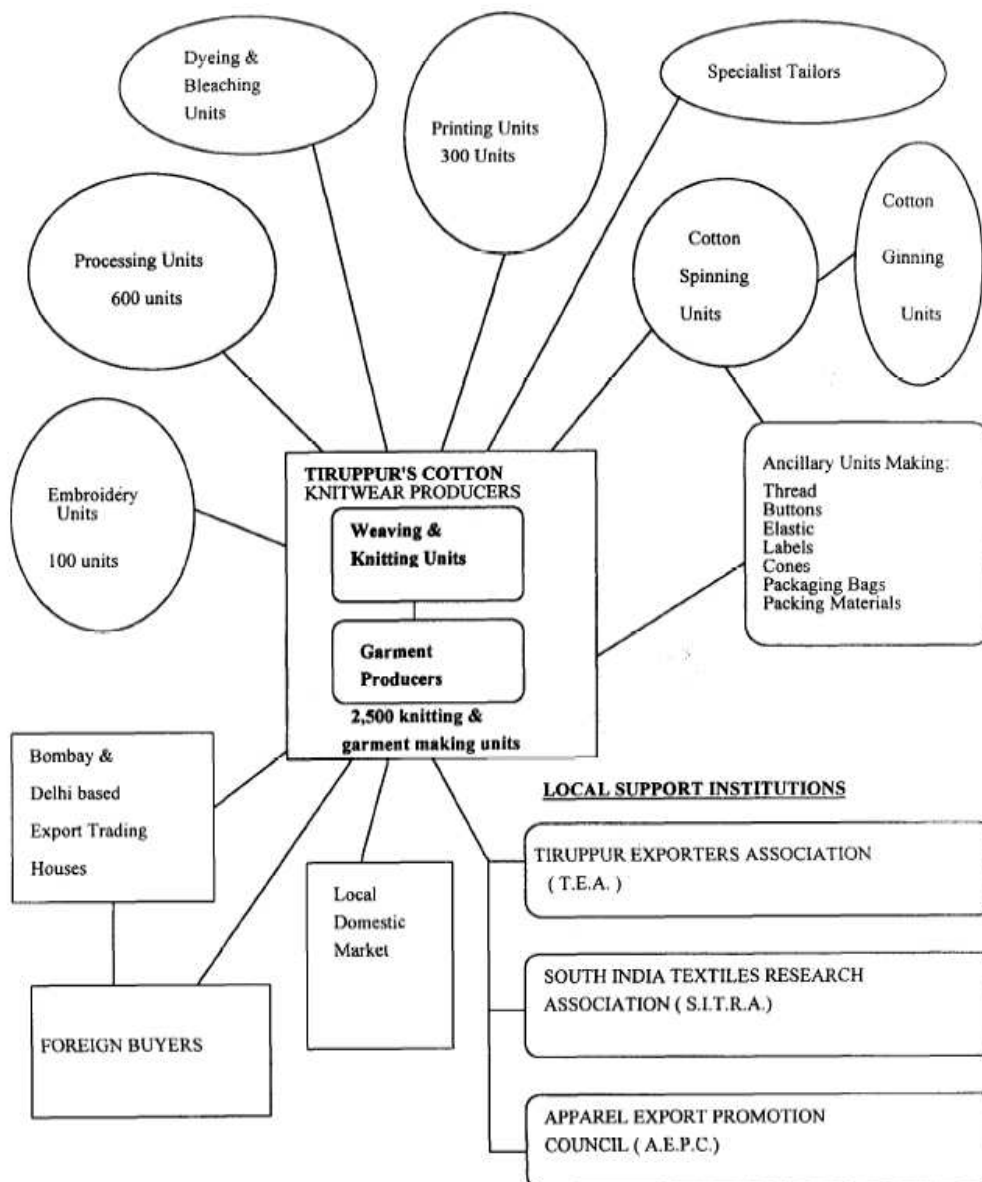 Dyeing &
Bleaching
Units
Printing Units
300 Units
Specialist Tailors
Processing Units
600 units
Cotton
Spinning
Units
Cotton
Ginning
Units
Embroidery
Units
100 units
TIRUPPUR'S COTTON
KNITWEAR PRODUCERS
Weaving &
Knitting Units
Garment
Producers
2,500 knitting &
garment making units
Ancillary Units Making:
Thread
Buttons
Elastic
Labels
Cones
Packaging Bags
Packing Materials
Bombay &
Delhi based
Export Trading
Houses
FOREIGN BUYERS
Local
Domestic
Market
LOCAL SUPPORT INSTITUTIONS
TIRUPPUR EXPORTERS ASSOCIATION
( T.E.A. )
SOUTH INDIA TEXTILES RESEARCH
ASSOCIATION ( S.I.T.R.A.)
APPAREL EXPORT PROMOTION
COUNCIL ( A.E.P.C.)